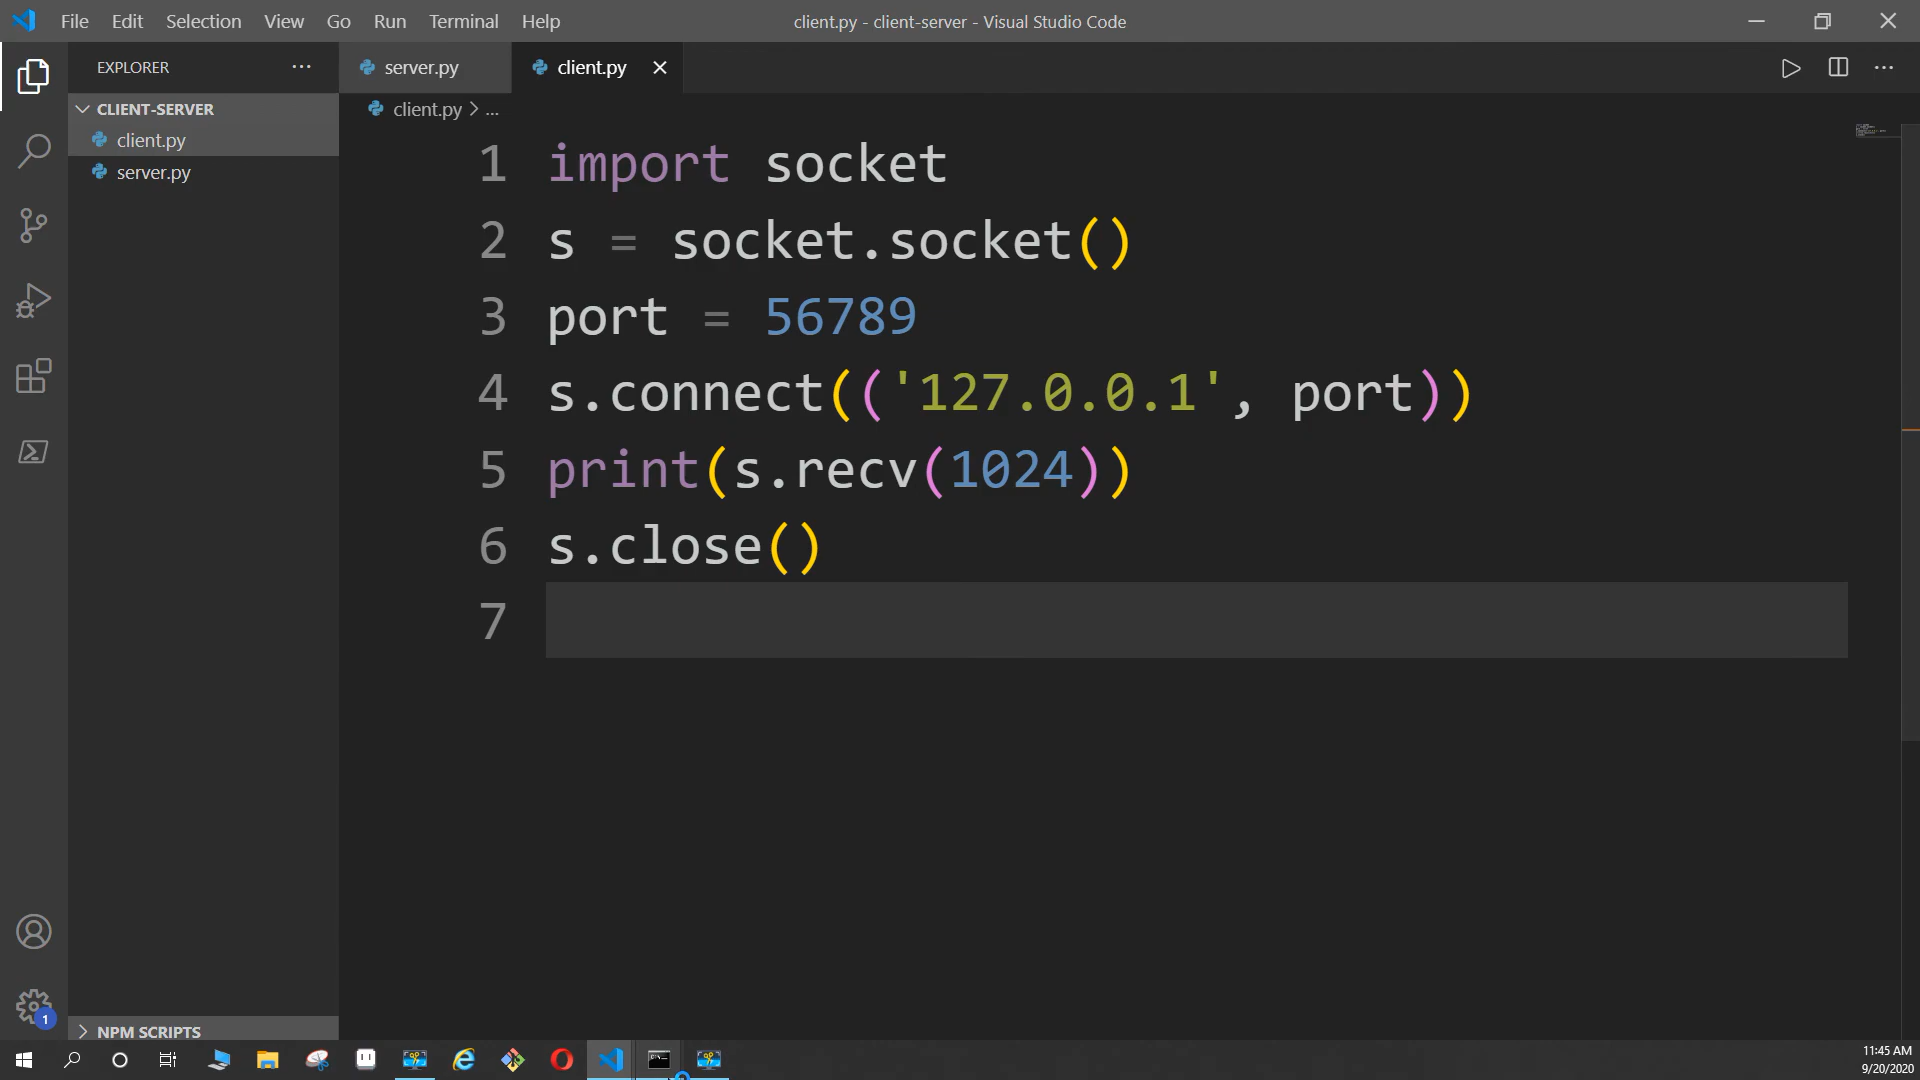 File Edit Selection View Go Run Terminal Help
client.py - client-server - Visual Studio Code
EXPLORER ...
server.py
client.py
CLIENT-SERVER
client.py
server.py
client.py > ...
1 import socket
2 s = socket.socket()
3 port = 56789
4 s.connect(('127.0.0.1', port))
5 print(s.recv(1024))
6 s.close()
7
1
NPM SCRIPTS
11:45 AM
9/20/2020